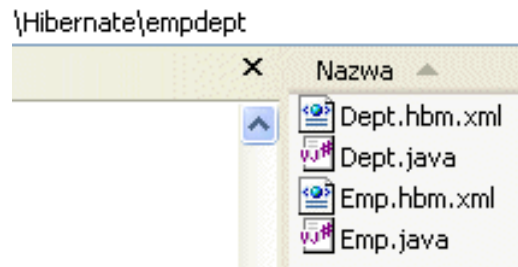 \Hibernate\empdept
Nazwa
Dept.hbm.xml
Dept.java
Emp.hbm.xml
Emp.java